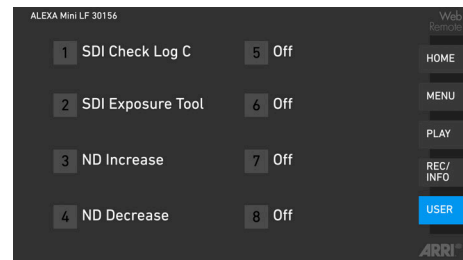 ALEXA Mini LF 30156
Web
Remote
1 SDI Check Log C
5 Off
2 SDI Exposure Tool
6 Off
3 ND Increase
7 Off
4 ND Decrease
8 Off
HOME
MENU
PLAY
REC/
INFO
USER
ARRI